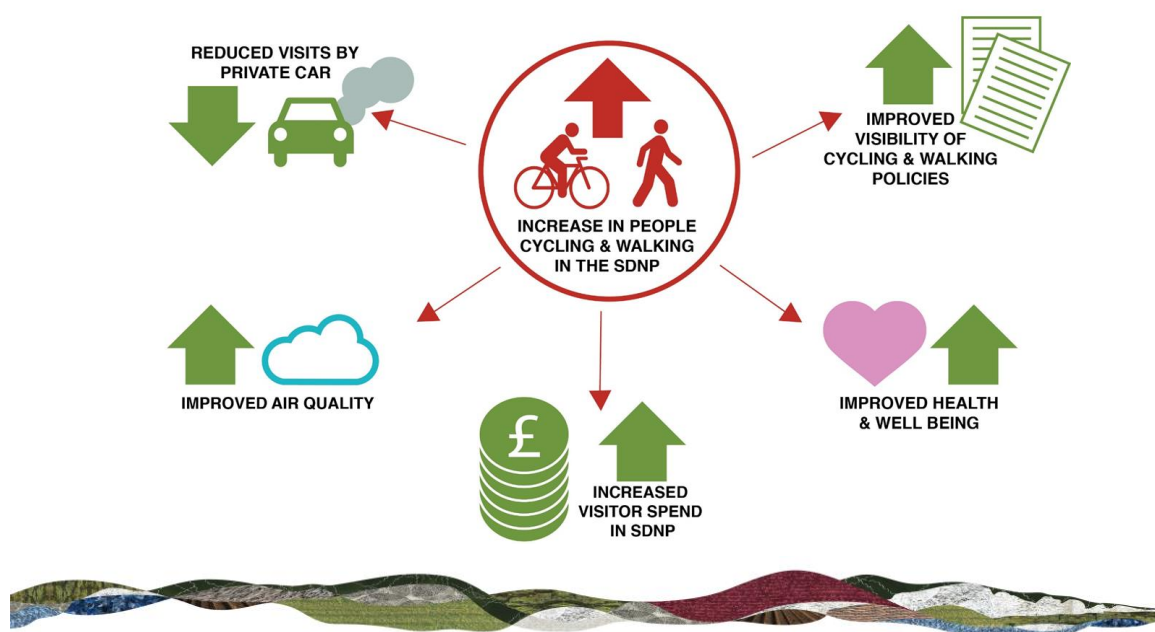 REDUCED VISITS BY
PRIVATE CAR
INCREASE IN PEOPLE
CYCLING & WALKING
IN THE SDNP
IMPROVED
VISIBILITY OF
CYCLING & WALKING
POLICIES
IMPROVED AIR QUALITY
£
INCREASED
VISITOR SPEND
IN SDNP
IMPROVED HEALTH
& WELL BEING